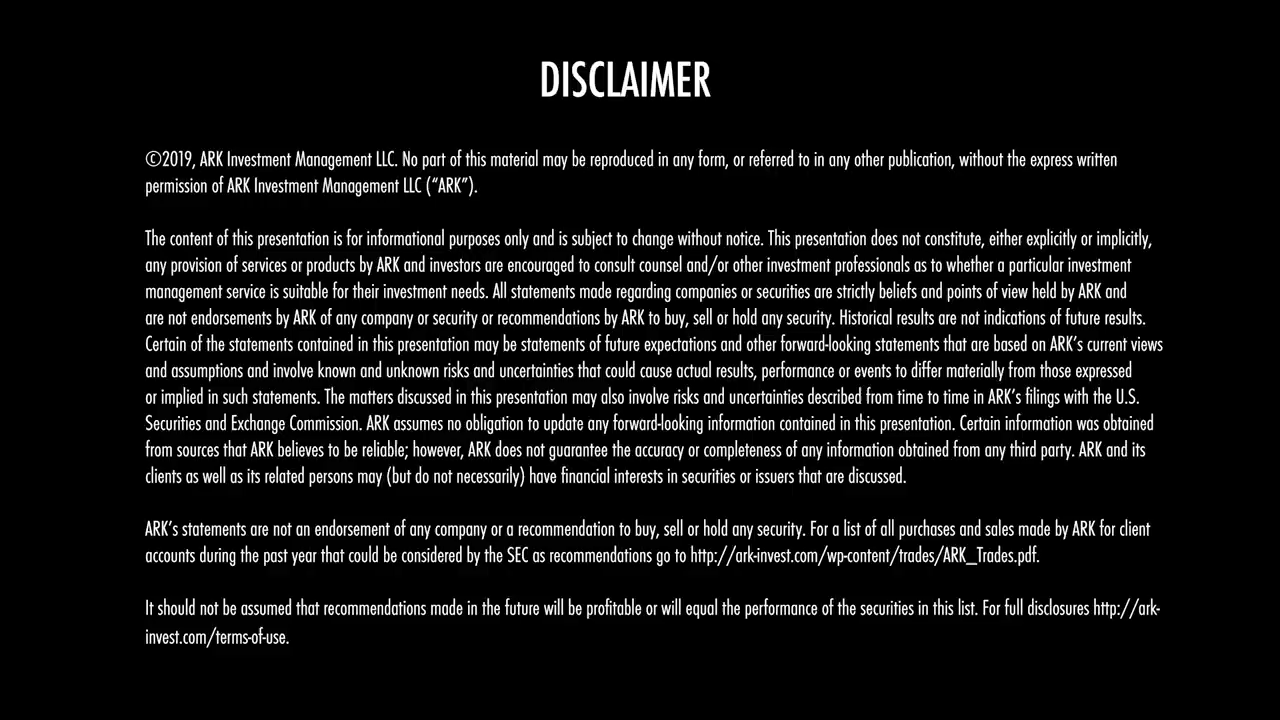 DISCLAIMER
©2019, ARK Investment Management LLC. No part of this material may be reproduced in any form, or referred to in any other publication, without the express written
permission of ARK Investment Management LLC (“ARK”).
The content of this presentation is for informational purposes only and is subject to change without notice. This presentation does not constitute, either explicitly or implicitly,
any provision of services or products by ARK and investors are encouraged to consult counsel and/or other investment professionals as to whether a particular investment
management service is suitable for their investment needs. All statements made regarding companies or securities are strictly beliefs and points of view held by ARK and
are not endorsements by ARK of any company or security or recommendations by ARK to buy, sell or hold any security. Historical results are not indications of future results.
Certain of the statements contained in this presentation may be statements of future expectations and other forward-looking statements that are based on ARK’s current views
and assumptions and involve known and unknown risks and uncertainties that could cause actual results, performance or events to differ materially from those expressed
or implied in such statements. The matters discussed in this presentation may also involve risks and uncertainties described from time to time in ARK’s filings with the U.S.
Securities and Exchange Commission. ARK assumes no obligation to update any forward-looking information contained in this presentation. Certain information was obtained
from sources that ARK believes to be reliable; however, ARK does not guarantee the accuracy or completeness of any information obtained from any third party. ARK and its
clients as well as its related persons may (but do not necessarily) have financial interests in securities or issuers that are discussed.
ARK’s statements are not an endorsement of any company or a recommendation to buy, sell or hold any security. For a list of all purchases and sales made by ARK for client
accounts during the past year that could be considered by the SEC as recommendations go to http://ark-invest.com/wp-content/trades/ARK_Trades.pdf.
It should not be assumed that recommendations made in the future will be profitable or will equal the performance of the securities in this list. For full disclosures http://ark-
invest.com/terms-of-use.